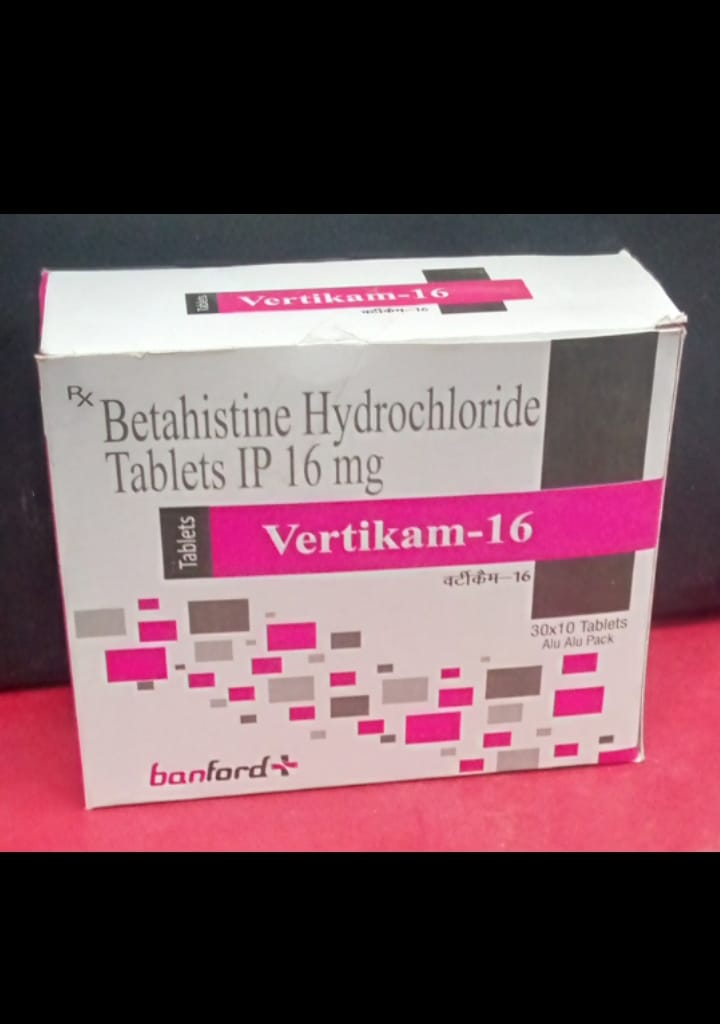 Tablets
Vertikam-16
वर्टीकैम-16
Rx Betahistine Hydrochloride
Tablets IP 16 mg
Tablets
Vertikam-16
वर्टीकैम-16
30x10 Tablets
Alu Alu Pack
banford